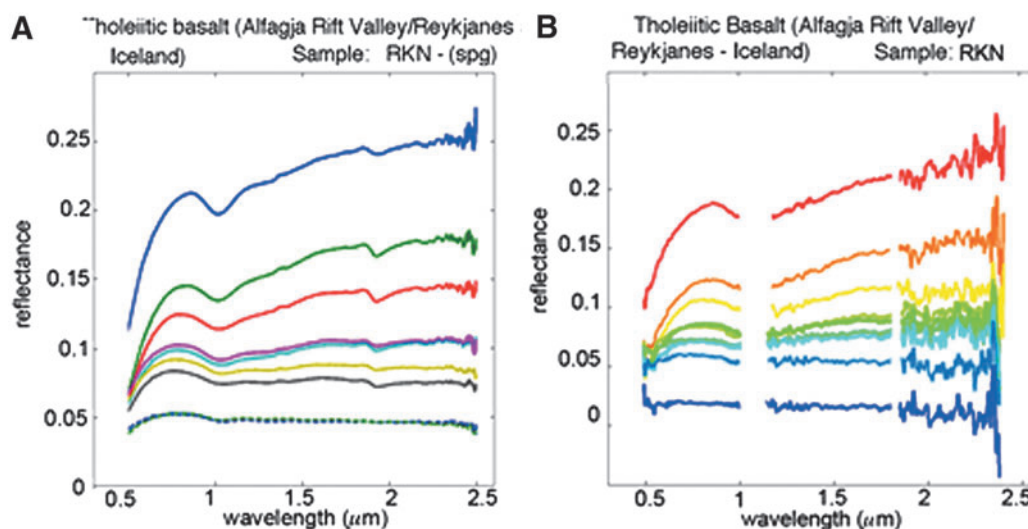 A
Tholeiitic basalt (Alfagja Rift Valley/Reykjanes
Iceland) Sample: RKN - (spg)
0.25
0.2
0.15
0.1
0.05
0
reflectance
0.5 1 1.5 2 2.5
wavelength (μm)
B
Tholeiitic Basalt (Alfagja Rift Valley/
Reykjanes - Iceland) Sample: RKN
0.25
0.2
0.15
0.1
0.05
0
reflectance
0.5 1 1.5 2 2.5
wavelength (μm)